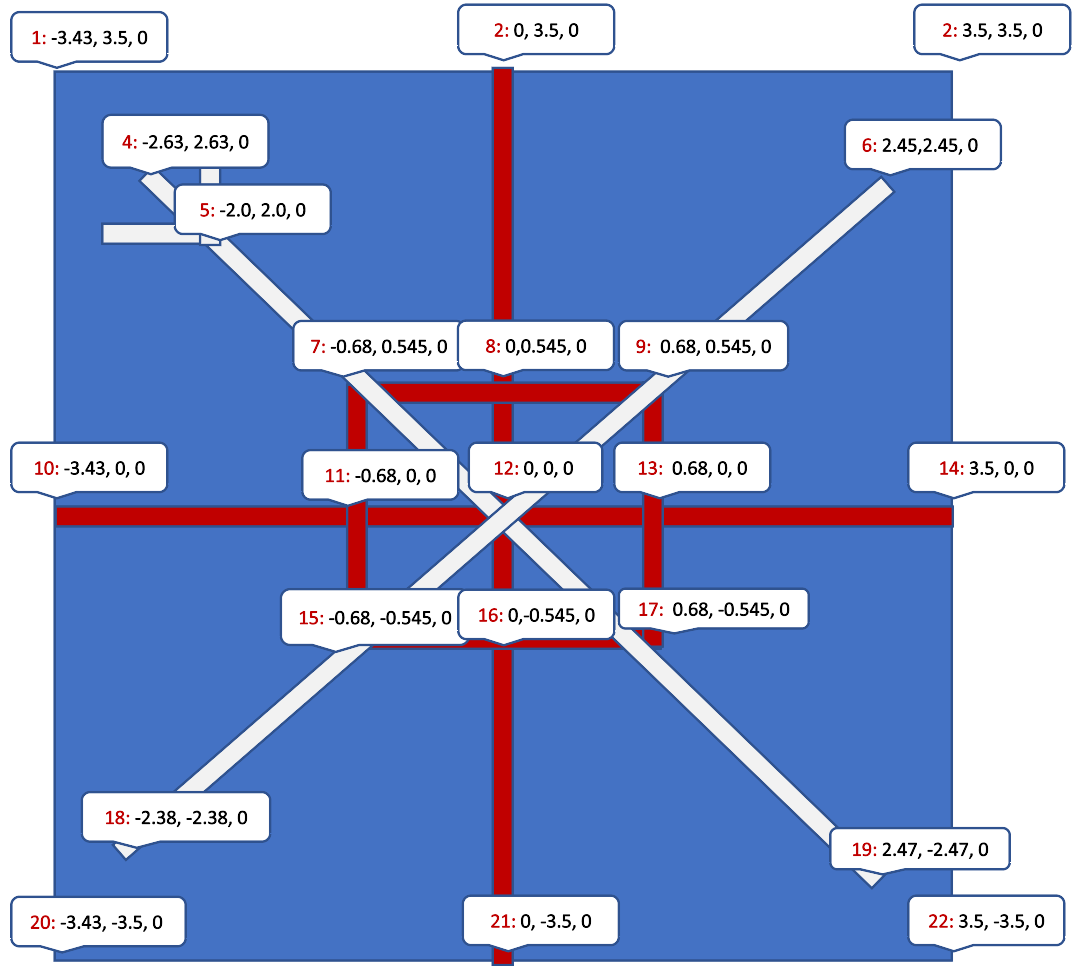 1: -3.43, 3.5, 0
2: 0, 3.5, 0
2: 3.5, 3.5, 0
4: -2.63, 2.63, 0
6: 2.45,2.45, 0
5: -2.0, 2.0, 0
7: -0.68, 0.545, 0
8: 0,0.545, 0
9: 0.68, 0.545, 0
10: -3.43, 0, 0
11: -0.68, 0, 0
12: 0, 0, 0
13: 0.68, 0, 0
14: 3.5, 0, 0
15: -0.68, -0.545, 0
16: 0,-0.545, 0
17: 0.68, -0.545, 0
18: -2.38, -2.38, 0
19: 2.47, -2.47, 0
20: -3.43, -3.5, 0
21: 0, -3.5, 0
22: 3.5, -3.5, 0